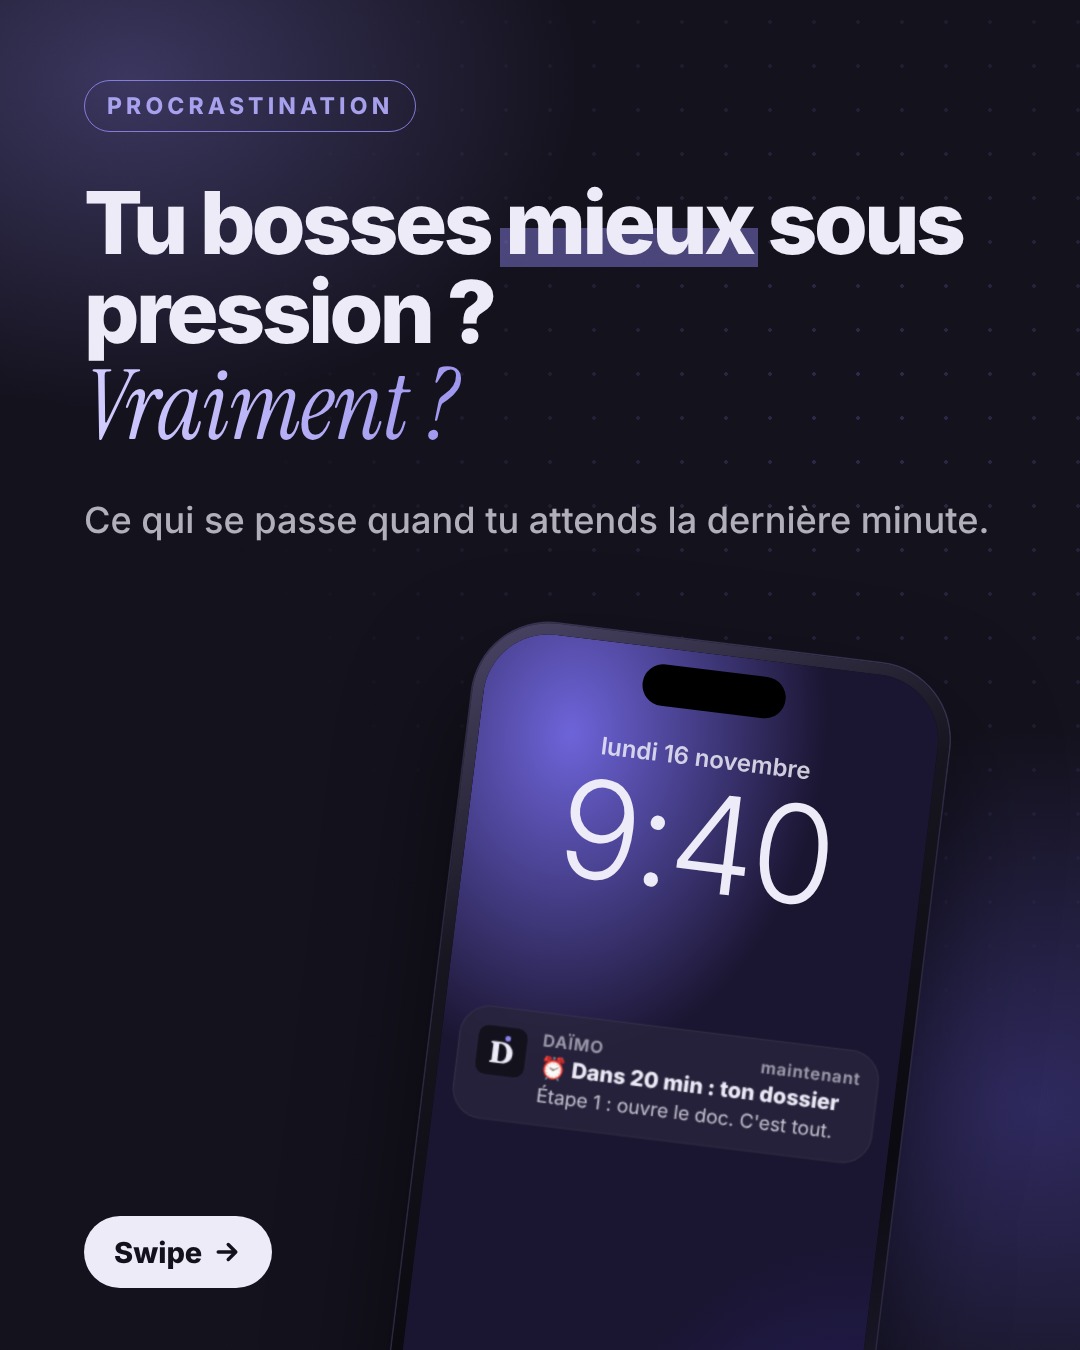 PROCRASTINATION
Tu bosses mieux sous
pression ?
Vraiment ?
Ce qui se passe quand tu attends la dernière minute.
lundi 16 novembre
9:40
D
DAÏMO
maintenant
⏰ Dans 20 min : ton dossier
Étape 1 : ouvre le doc. C'est tout.
Swipe →